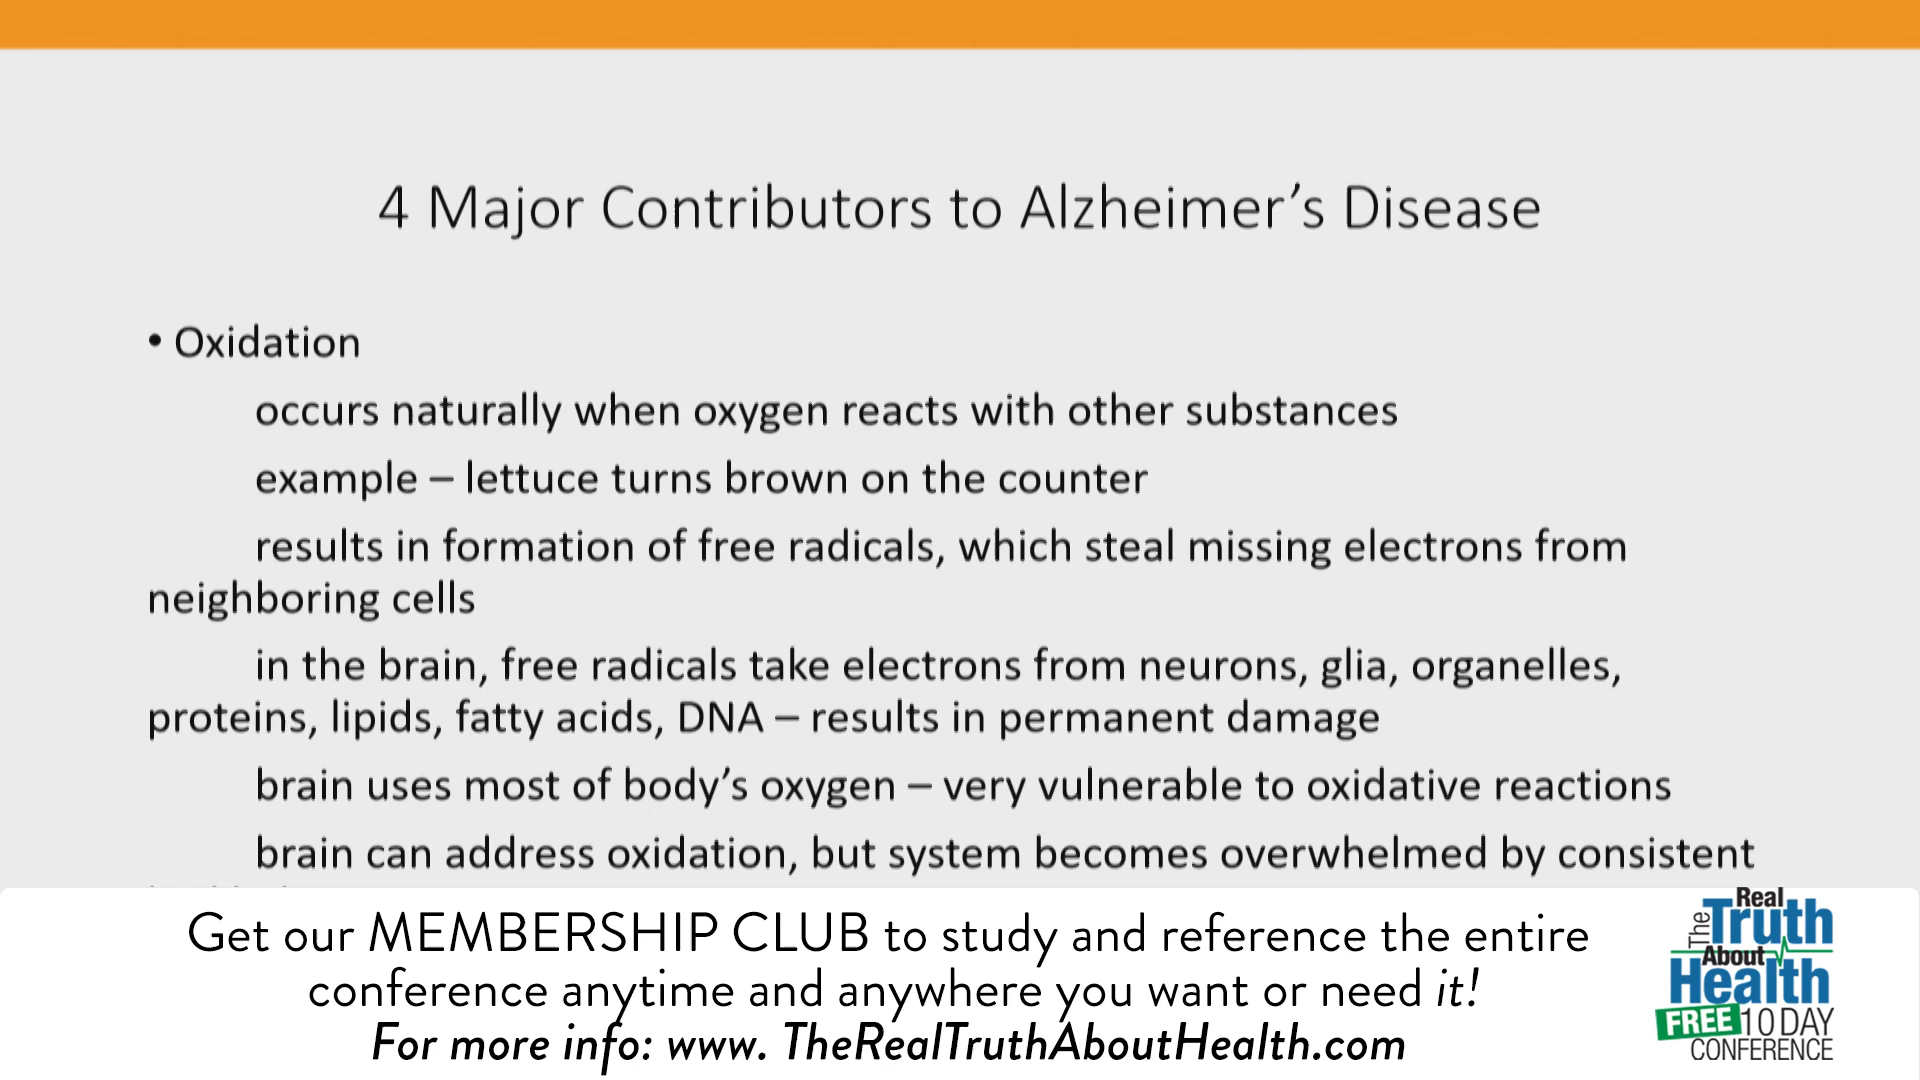 4 Major Contributors to Alzheimer’s Disease
• Oxidation
occurs naturally when oxygen reacts with other substances
example – lettuce turns brown on the counter
results in formation of free radicals, which steal missing electrons from
neighboring cells
in the brain, free radicals take electrons from neurons, glia, organelles,
proteins, lipids, fatty acids, DNA – results in permanent damage
brain uses most of body’s oxygen – very vulnerable to oxidative reactions
brain can address oxidation, but system becomes overwhelmed by consistent
Get our MEMBERSHIP CLUB to study and reference the entire
conference anytime and anywhere you want or need it!
For more info: www. TheRealTruthAboutHealth.com
The Real
Truth
About
Health
FREE 10 DAY
CONFERENCE